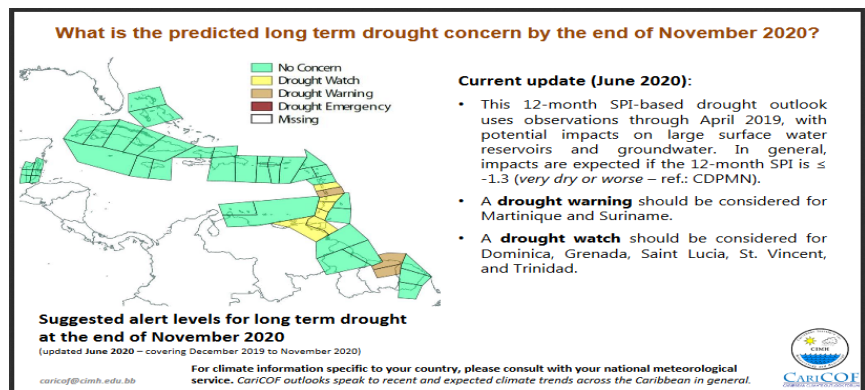 What is the predicted long term drought concern by the end of November 2020?
No Concern
Drought Watch
Drought Warning
Drought Emergency
Missing
Current update (June 2020):
• This 12-month SPI-based drought outlook
uses observations through April 2019, with
potential impacts on large surface water
reservoirs and groundwater. In general,
impacts are expected if the 12-month SPI is ≤
-1.3 (very dry or worse – ref.: CDPMN).
• A drought warning should be considered for
Martinique and Suriname.
• A drought watch should be considered for
Dominica, Grenada, Saint Lucia, St. Vincent,
and Trinidad.
Suggested alert levels for long term drought
at the end of November 2020
(updated June 2020 – covering December 2019 to November 2020)
For climate information specific to your country, please consult with your national meteorological
service. CariCOF outlooks speak to recent and expected climate trends across the Caribbean in general.
caricof@cimh.edu.bb
CIMH
CARICOF